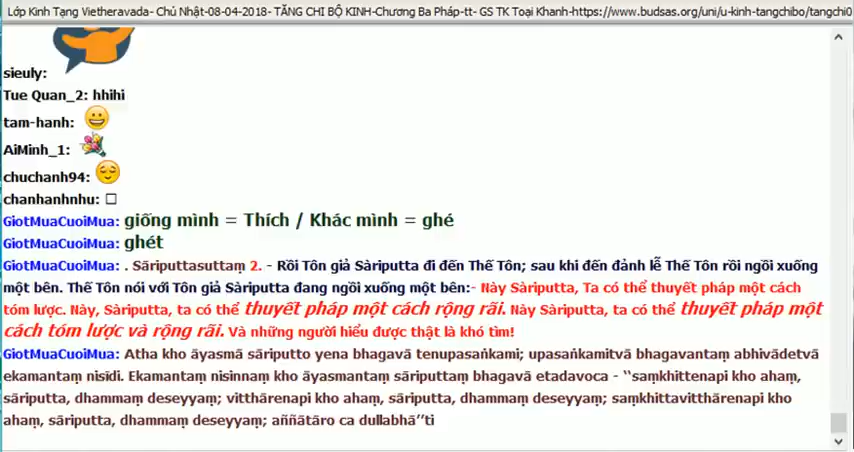 Lớp Kinh Tạng Vietheravada- Chủ Nhật-08-04-2018- TĂNG CHI BỘ KINH-Chương Ba Pháp-tt- GS TK Toại Khanh-https://www.budsas.org/uni/u-kinh-tangchibo/tangchi0
sieuly:
Tue Quan_2: hhihi
tam-hanh:
AiMinh_1:
chuchanh94:
chanhanhnhu: □
GiotMuaCuoiMua: giống mình = Thích / Khác mình = ghé
GiotMuaCuoiMua: ghét
GiotMuaCuoiMua: . Sāriputtasuttaṃ 2. - Rồi Tôn giả Sàriputta đi đến Thế Tôn; sau khi đến đảnh lễ Thế Tôn rồi ngồi xuống
một bên. Thế Tôn nói với Tôn giả Sàriputta đang ngồi xuống một bên:- Này Sàriputta, Ta có thể thuyết pháp một cách
tóm lược. Này, Sàriputta, ta có thể thuyết pháp một cách rộng rãi. Này Sàriputta, ta có thể thuyết pháp một
cách tóm lược và rộng rãi. Và những người hiểu được thật là khó tìm!
GiotMuaCuoiMua: Atha kho āyasmā sāriputto yena bhagavā tenupasaṅkami; upasaṅkamitvā bhagavantaṃ abhivādetvā
ekamantaṃ nisīdi. Ekamantaṃ nisinnaṃ kho āyasmantaṃ sāriputtaṃ bhagavā etadavoca - ‘‘saṃkhittenapi kho ahaṃ,
sāriputta, dhammaṃ deseyyaṃ; vitthārenapi kho ahaṃ, sāriputta, dhammaṃ deseyyaṃ; saṃkhittavitthārenapi kho
ahaṃ, sāriputta, dhammaṃ deseyyaṃ; aññātāro ca dullabhā’’ti